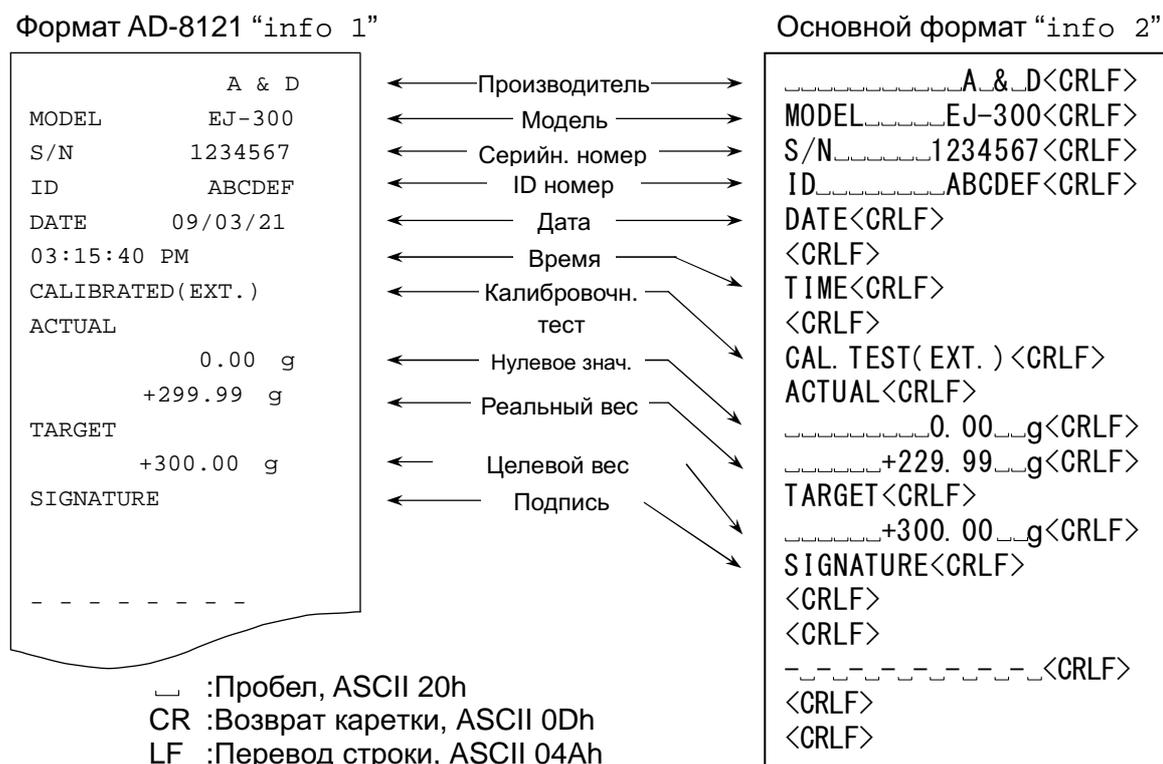 Формат AD-8121 “info 1”
A & D
MODEL EJ-300
S/N 1234567
ID ABCDEF
DATE 09/03/21
03:15:40 PM
CALIBRATED(EXT.)
ACTUAL
0.00 g
+299.99 g
TARGET
+300.00 g
SIGNATURE
- - - - - - - -
Производитель
Модель
Серийн. номер
ID номер
Дата
Время
Калибровочн.
тест
Нулевое знач.
Реальный вес
Целевой вес
Подпись
Основной формат “info 2”
␣␣␣␣␣␣␣␣␣␣␣A␣&␣D<CRLF>
MODEL␣␣␣␣␣EJ-300<CRLF>
S/N␣␣␣␣␣␣1234567<CRLF>
ID␣␣␣␣␣␣␣␣ABCDEF<CRLF>
DATE<CRLF>
<CRLF>
TIME<CRLF>
<CRLF>
CAL.TEST(EXT.)<CRLF>
ACTUAL<CRLF>
␣␣␣␣␣␣␣␣␣0.00␣␣g<CRLF>
␣␣␣␣␣␣+229.99␣␣g<CRLF>
TARGET<CRLF>
␣␣␣␣␣␣+300.00␣␣g<CRLF>
SIGNATURE<CRLF>
<CRLF>
<CRLF>
-␣-␣-␣-␣-␣-␣-␣-␣<CRLF>
<CRLF>
<CRLF>
␣ :Пробел, ASCII 20h
CR :Возврат каретки, ASCII 0Dh
LF :Перевод строки, ASCII 04Ah